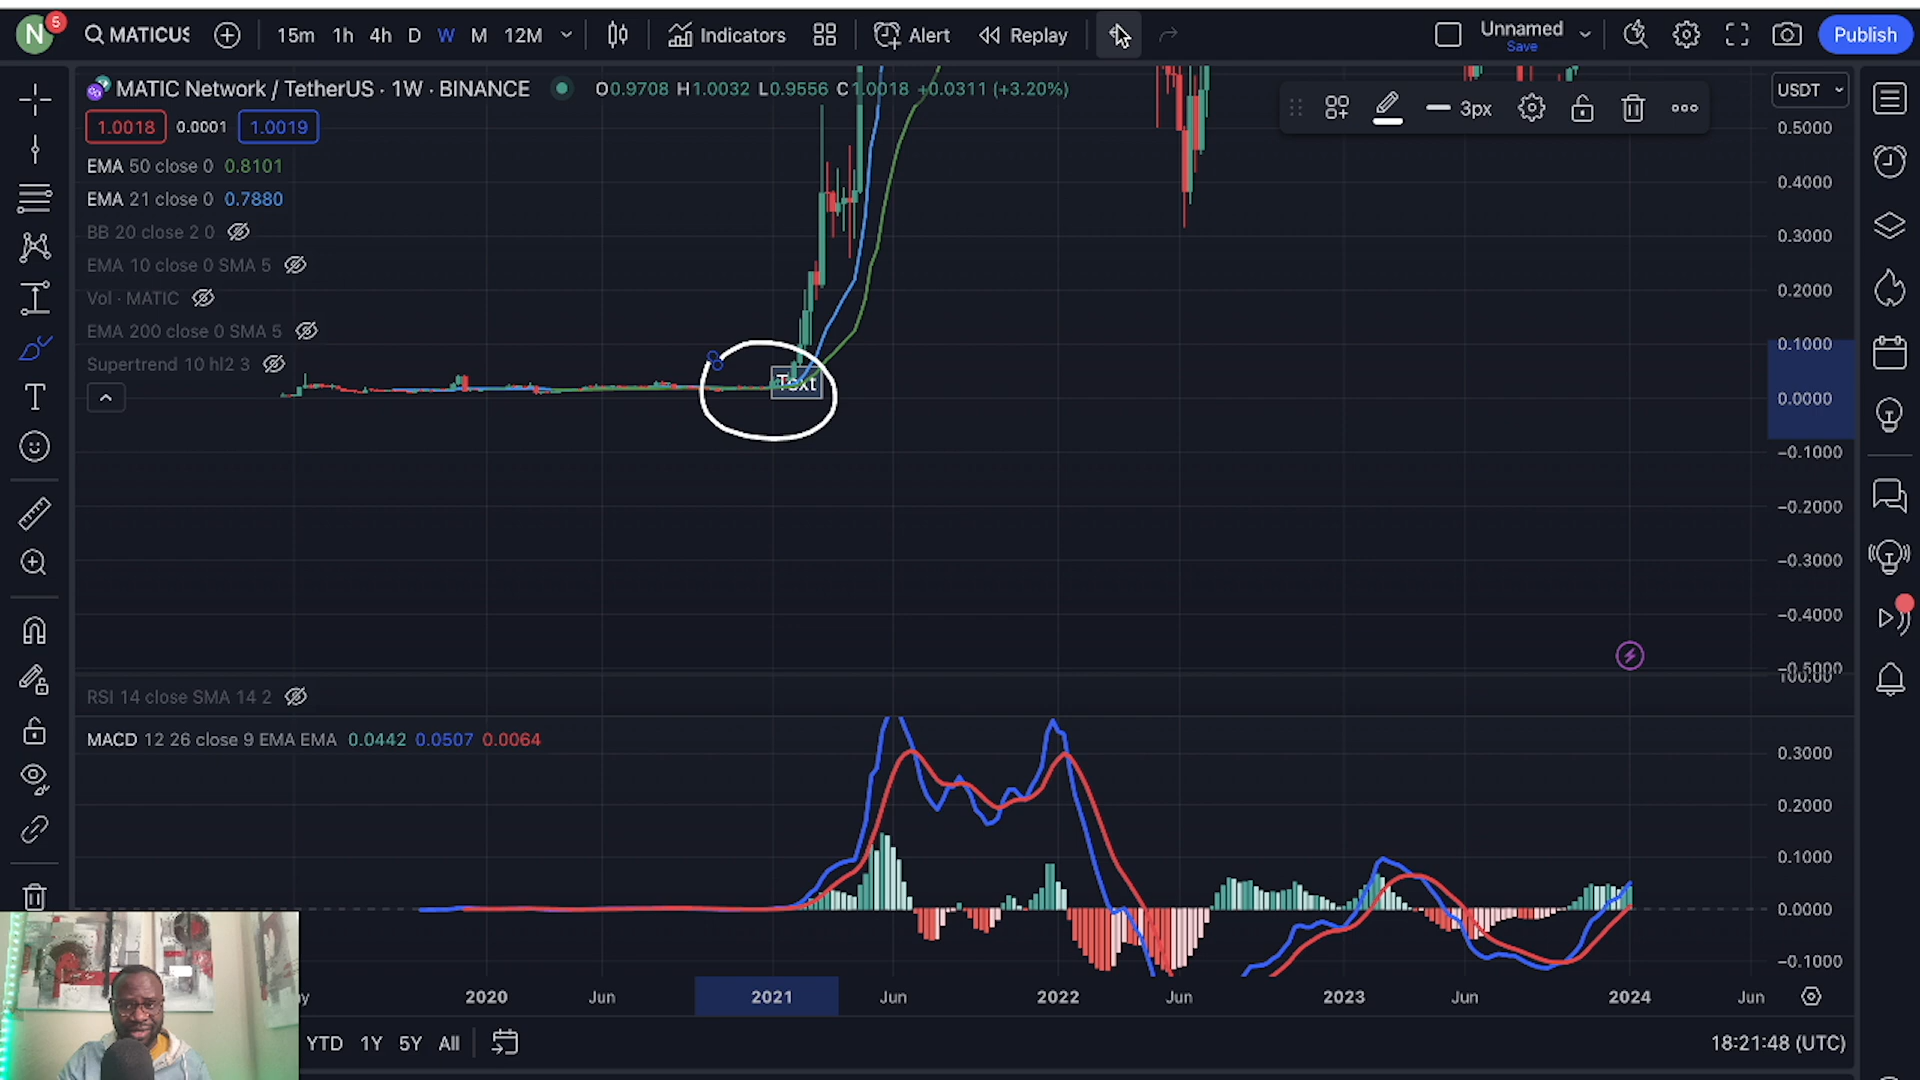 N 5 MATICUS 15m 1h 4h D W M 12M Indicators Alert Replay Unnamed Save Publish
MATIC Network / TetherUS · 1W · BINANCE O0.9708 H1.0032 L0.9556 C1.0018 +0.0311 (+3.20%) USDT
1.0018 0.0001 1.0019 3px
EMA 50 close 0 0.8101
EMA 21 close 0 0.7880
BB 20 close 2 0
EMA 10 close 0 SMA 5
Vol · MATIC
EMA 200 close 0 SMA 5
Supertrend 10 hl2 3
Text
T
0.5000
0.4000
0.3000
0.2000
0.1000
0.0000
−0.1000
−0.2000
−0.3000
−0.4000
−0.5000
100.00
RSI 14 close SMA 14 2
MACD 12 26 close 9 EMA EMA 0.0442 0.0507 0.0064
0.3000
0.2000
0.1000
0.0000
−0.1000
2020 Jun 2021 Jun 2022 Jun 2023 Jun 2024 Jun
YTD 1Y 5Y All 18:21:48 (UTC)